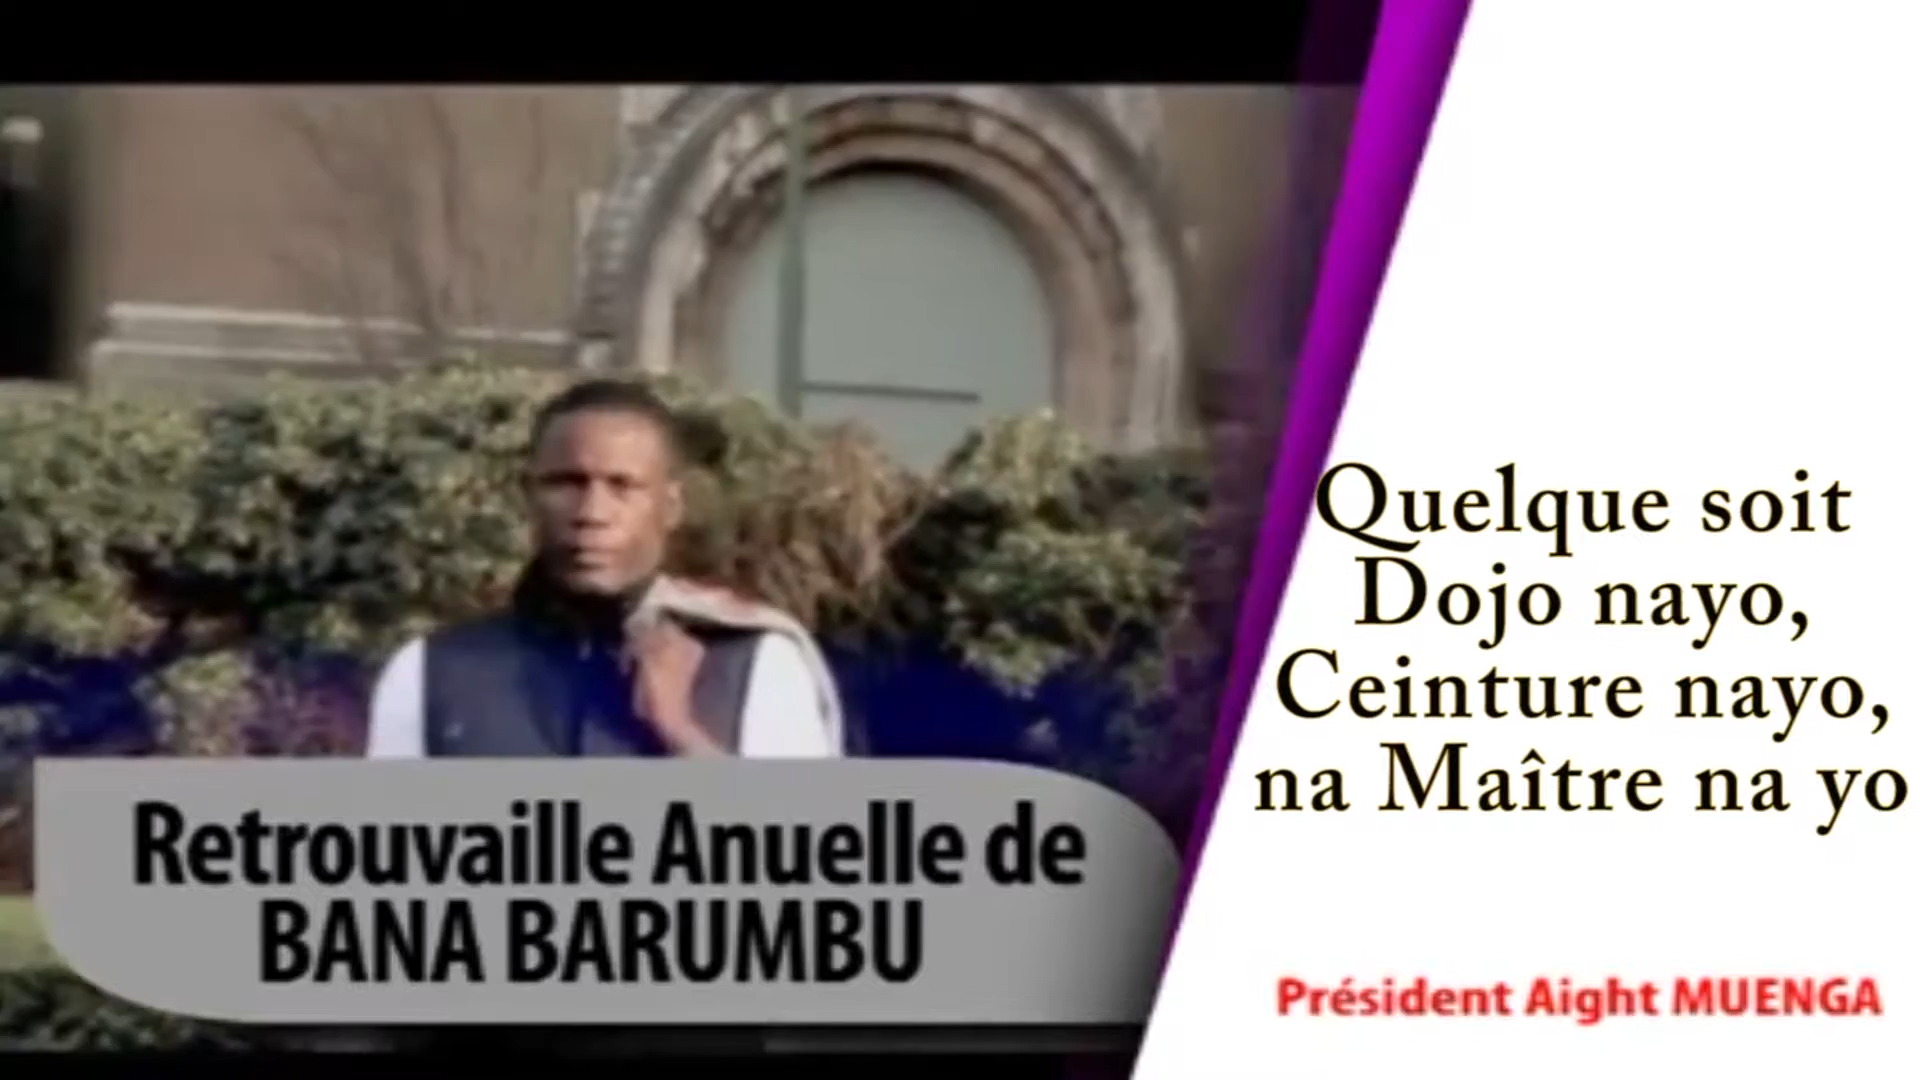 Retrouvaille Anuelle de
BANA BARUMBU
Quelque soit
Dojo nayo,
Ceinture nayo,
na Maître na yo
Président Aight MUENGA